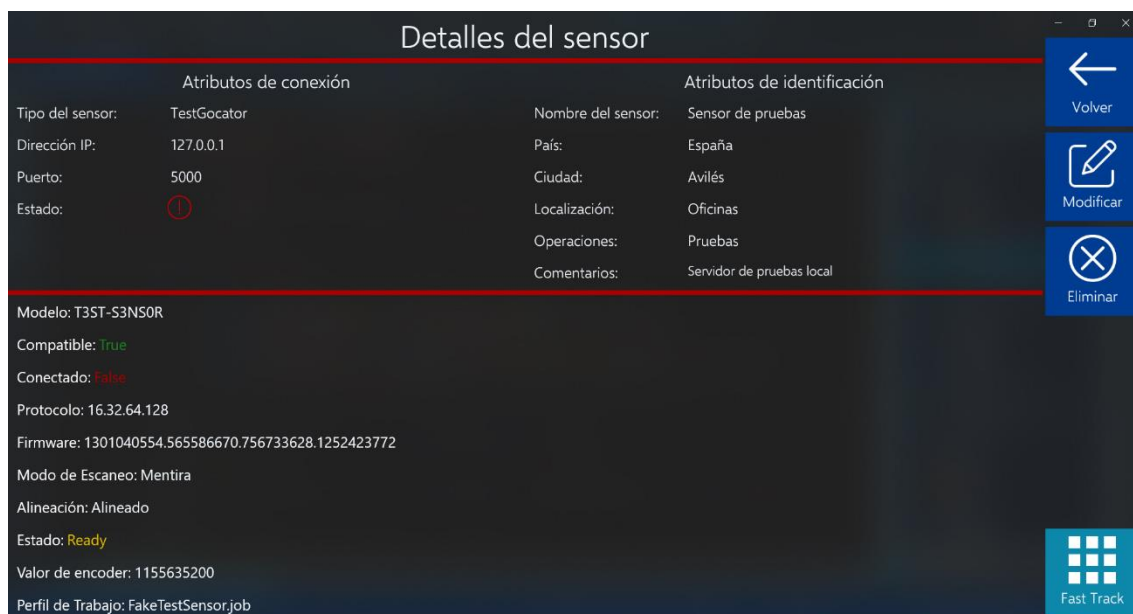 Detalles del sensor
Atributos de conexión
Tipo del sensor: TestGocator
Dirección IP: 127.0.0.1
Puerto: 5000
Estado:
Atributos de identificación
Nombre del sensor: Sensor de pruebas
País: España
Ciudad: Avilés
Localización: Oficinas
Operaciones: Pruebas
Comentarios: Servidor de pruebas local
Modelo: T3ST-S3NS0R
Compatible: True
Conectado: False
Protocolo: 16.32.64.128
Firmware: 1301040554.565586670.756733628.1252423772
Modo de Escaneo: Mentira
Alineación: Alineado
Estado: Ready
Valor de encoder: 1155635200
Perfil de Trabajo: FakeTestSensor.job
Volver
Modificar
Eliminar
Fast Track